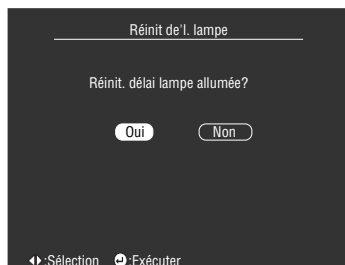 Réinit de'l. lampe
Réinit. délai lampe allumée?
Oui Non
:Sélection :Exécuter